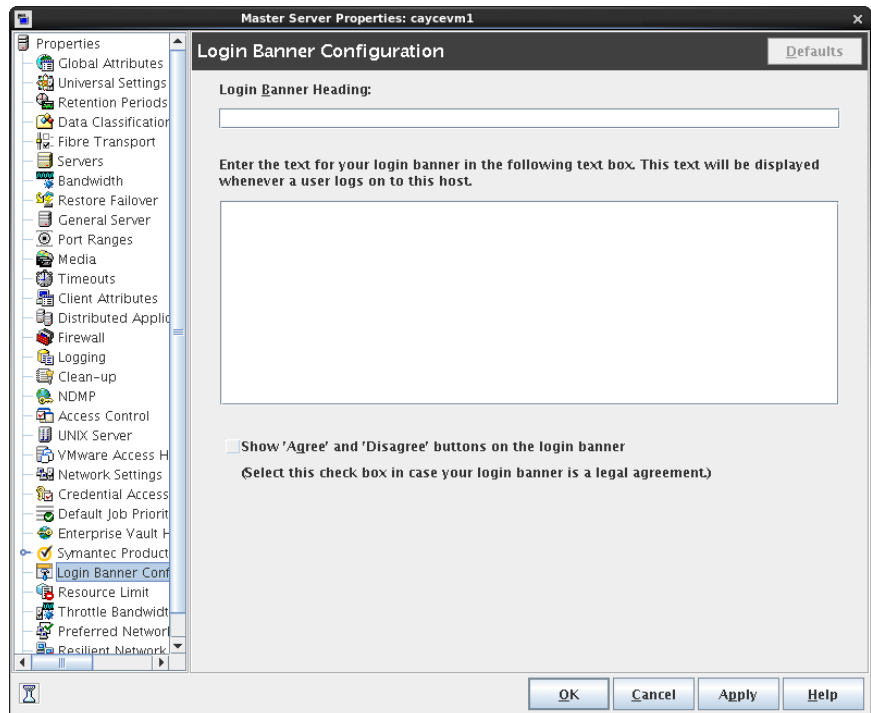 Master Server Properties: caycevm1
Properties
Global Attributes
Universal Settings
Retention Periods
Data Classification
Fibre Transport
Servers
Bandwidth
Restore Failover
General Server
Port Ranges
Media
Timeouts
Client Attributes
Distributed Applic
Firewall
Logging
Clean-up
NDMP
Access Control
UNIX Server
VMware Access H
Network Settings
Credential Access
Default Job Priorit
Enterprise Vault H
Symantec Product
Login Banner Conf
Resource Limit
Throttle Bandwidt
Preferred Networl
Resilient Network
Login Banner Configuration
Defaults
Login Banner Heading:
Enter the text for your login banner in the following text box. This text will be displayed
whenever a user logs on to this host.
Show 'Agree' and 'Disagree' buttons on the login banner
(Select this check box in case your login banner is a legal agreement.)
OK
Cancel
Apply
Help